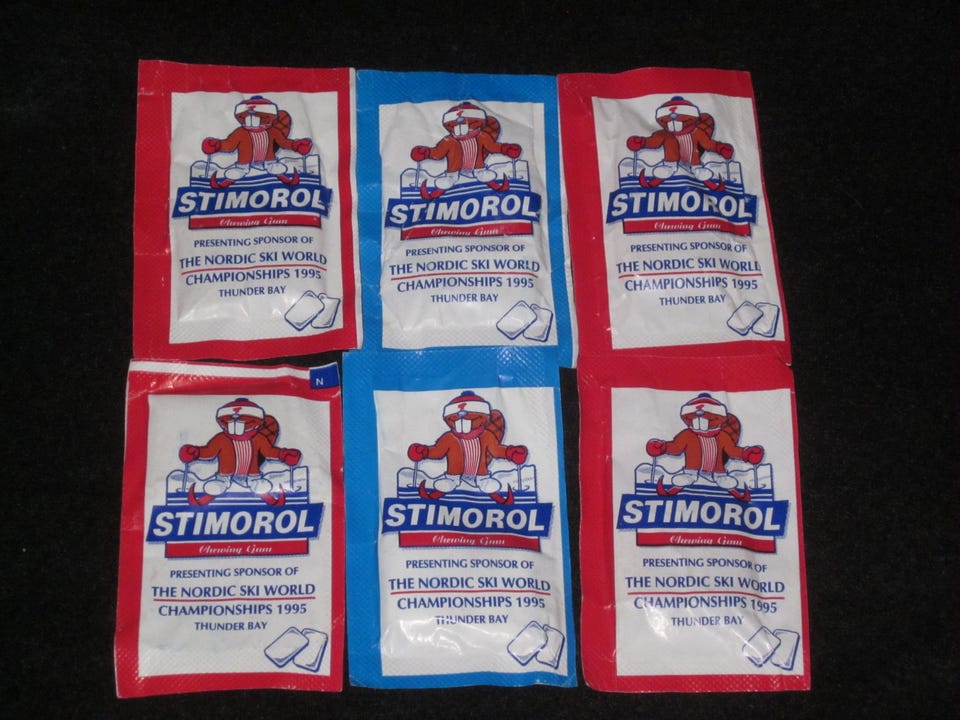 STIMOROL
Chewing Gum
PRESENTING SPONSOR OF
THE NORDIC SKI WORLD
CHAMPIONSHIPS 1995
THUNDER BAY
STIMOROL
Chewing Gum
PRESENTING SPONSOR OF
THE NORDIC SKI WORLD
CHAMPIONSHIPS 1995
THUNDER BAY
STIMOROL
Chewing Gum
PRESENTING SPONSOR OF
THE NORDIC SKI WORLD
CHAMPIONSHIPS 1995
THUNDER BAY
N
STIMOROL
Chewing Gum
PRESENTING SPONSOR OF
THE NORDIC SKI WORLD
CHAMPIONSHIPS 1995
THUNDER BAY
STIMOROL
Chewing Gum
PRESENTING SPONSOR OF
THE NORDIC SKI WORLD
CHAMPIONSHIPS 1995
THUNDER BAY
STIMOROL
Chewing Gum
PRESENTING SPONSOR OF
THE NORDIC SKI WORLD
CHAMPIONSHIPS 1995
THUNDER BAY